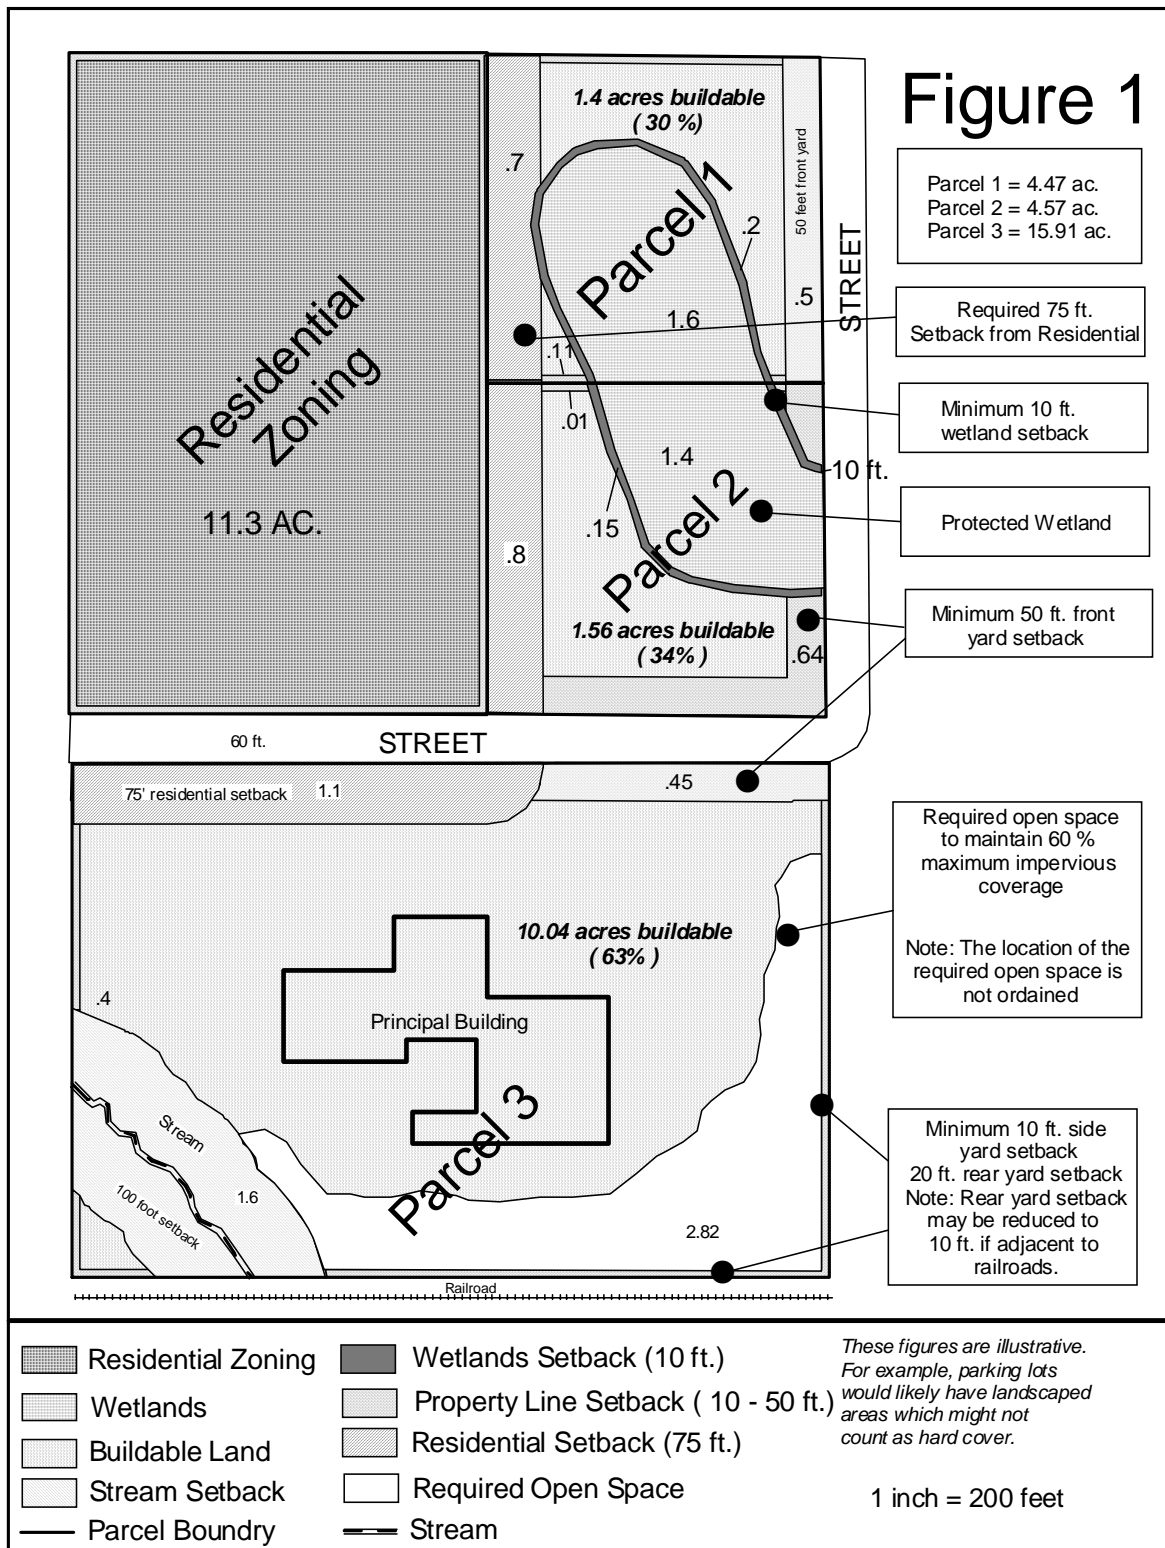 Figure 1
1.4 acres buildable
( 30 %)
.7
50 feet front yard
Parcel 1 = 4.47 ac.
Parcel 2 = 4.57 ac.
Parcel 3 = 15.91 ac.
Parcel 1
.2
STREET
.5
Required 75 ft.
Setback from Residential
1.6
.11
Residential
Zoning
11.3 AC.
.01
Minimum 10 ft.
wetland setback
1.4
10 ft.
Parcel 2
.15
Protected Wetland
.8
1.56 acres buildable
( 34% )
.64
Minimum 50 ft. front
yard setback
60 ft.
STREET
75' residential setback
1.1
.45
Required open space
to maintain 60 %
maximum impervious
coverage
Note: The location of the
required open space is
not ordained
10.04 acres buildable
( 63% )
.4
Principal Building
Parcel 3
Stream
100 foot setback
1.6
2.82
Minimum 10 ft. side
yard setback
20 ft. rear yard setback
Note: Rear yard setback
may be reduced to
10 ft. if adjacent to
railroads.
Railroad
Residential Zoning
Wetlands
Buildable Land
Stream Setback
Parcel Boundry
Wetlands Setback (10 ft.)
Property Line Setback ( 10 - 50 ft.)
Residential Setback (75 ft.)
Required Open Space
Stream
These figures are illustrative.
For example, parking lots
would likely have landscaped
areas which might not
count as hard cover.
1 inch = 200 feet